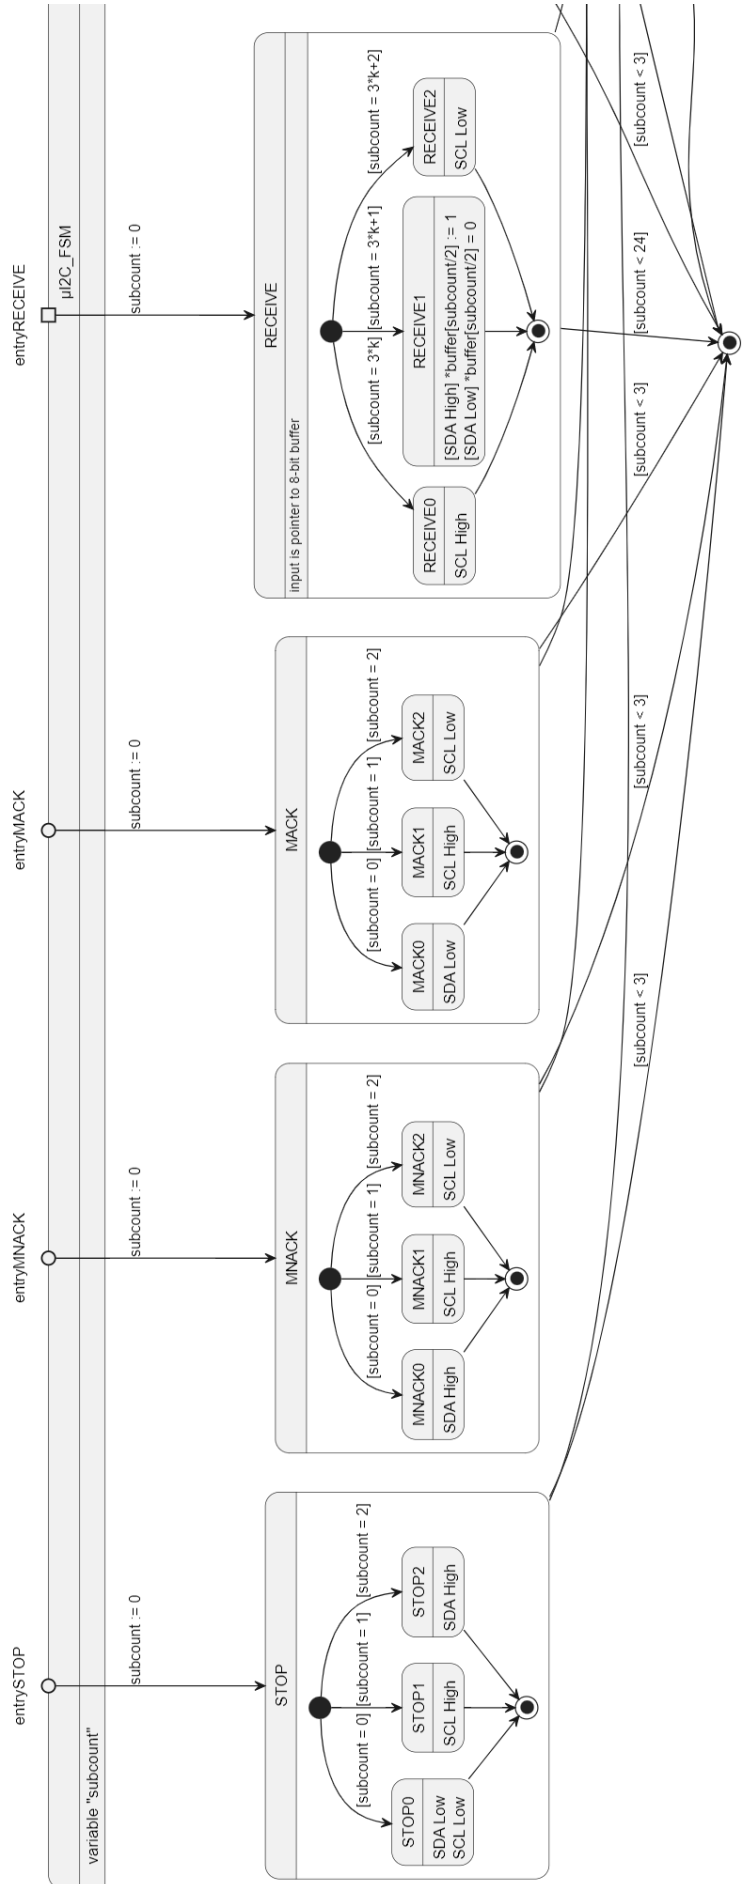 entrySTOP
entryMNACK
entryMACK
entryRECEIVE
µI2C_FSM
variable "subcount"
subcount := 0
subcount := 0
subcount := 0
subcount := 0
STOP
[subcount = 0]
[subcount = 1]
[subcount = 2]
STOP0
SDA Low
SCL Low
STOP1
SCL High
STOP2
SDA High
MNACK
[subcount = 0]
[subcount = 1]
[subcount = 2]
MNACK0
SDA High
MNACK1
SCL High
MNACK2
SCL Low
MACK
[subcount = 0]
[subcount = 1]
[subcount = 2]
MACK0
SDA Low
MACK1
SCL High
MACK2
SCL Low
RECEIVE
input is pointer to 8-bit buffer
[subcount = 3*k]
[subcount = 3*k+1]
[subcount = 3*k+2]
RECEIVE0
SCL High
RECEIVE1
[SDA High] *buffer[subcount/2] := 1
[SDA Low] *buffer[subcount/2] = 0
RECEIVE2
SCL Low
[subcount < 3]
[subcount < 3]
[subcount < 3]
[subcount < 24]
[subcount < 3]